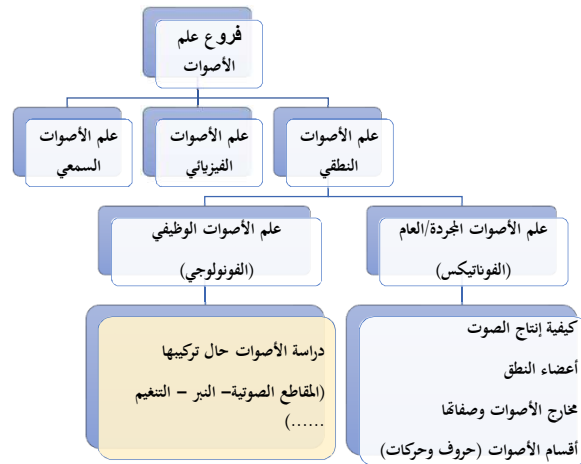 فروع علم
الأصوات
علم الأصوات
النطقي
علم الأصوات
الفيزيائي
علم الأصوات
السمعي
علم الأصوات المجردة/العام
(الفوناتيكس)
علم الأصوات الوظيفي
(الفونولوجي)
كيفية إنتاج الصوت
أعضاء النطق
مخارج الأصوات وصفاتها
أقسام الأصوات (حروف وحركات)
دراسة الأصوات حال تركيبها
(المقاطع الصوتية– النبر – التنغيم
......)